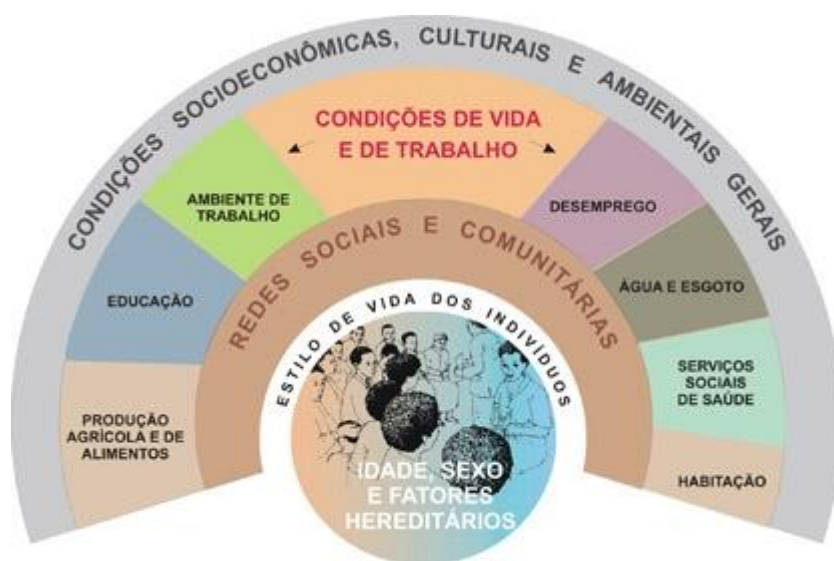 CONDIÇÕES SOCIOECONÔMICAS, CULTURAIS E AMBIENTAIS GERAIS
CONDIÇÕES DE VIDA
E DE TRABALHO
AMBIENTE DE
TRABALHO
DESEMPREGO
EDUCAÇÃO
ÁGUA E ESGOTO
PRODUÇÃO
AGRÍCOLA E DE
ALIMENTOS
SERVIÇOS
SOCIAIS
DE SAÚDE
HABITAÇÃO
REDES SOCIAIS E COMUNITÁRIAS
ESTILO DE VIDA DOS INDIVÍDUOS
IDADE, SEXO
E FATORES
HEREDITÁRIOS